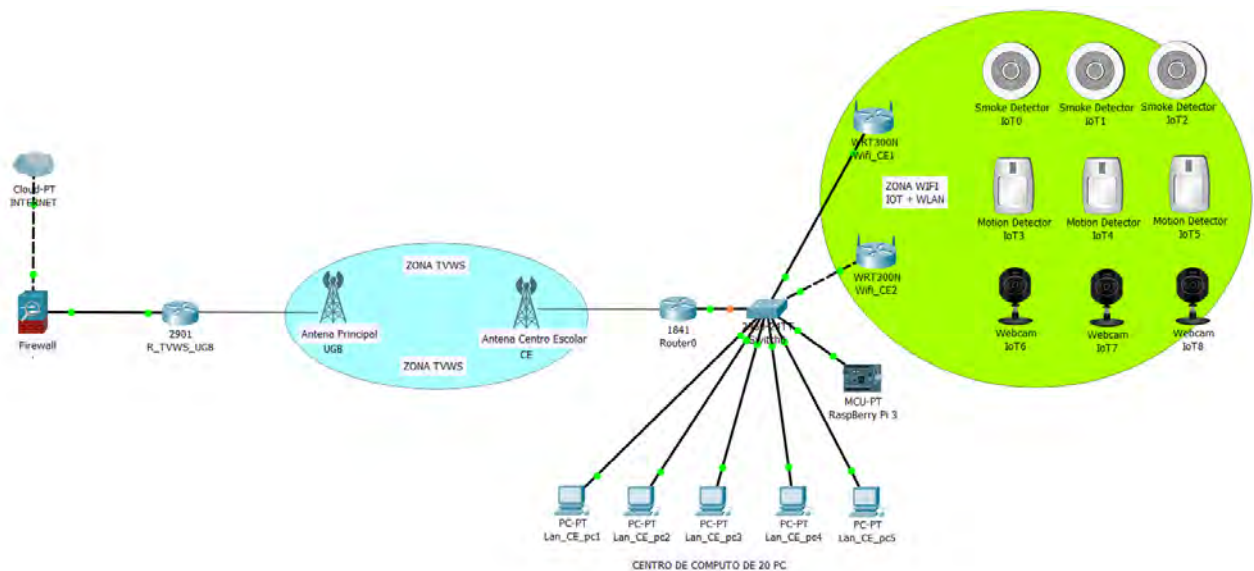 Cloud-PT
INTERNET
Firewall
2901
R_TVWS_UGB
ZONA TVWS
Antena Principal
UGB
Antena Centro Escolar
CE
ZONA TVWS
1841
Router0
WRT300N
Wifi_CE1
ZONA WIFI
IOT + WLAN
WRT300N
Wifi_CE2
Smoke Detector
IoT0
Smoke Detector
IoT1
Smoke Detector
IoT2
Motion Detector
IoT3
Motion Detector
IoT4
Motion Detector
IoT5
Webcam
IoT6
Webcam
IoT7
Webcam
IoT8
MCU-PT
RaspBerry Pi 3
PC-PT
Lan_CE_pc1
PC-PT
Lan_CE_pc2
PC-PT
Lan_CE_pc3
PC-PT
Lan_CE_pc4
PC-PT
Lan_CE_pc5
CENTRO DE COMPUTO DE 20 PC